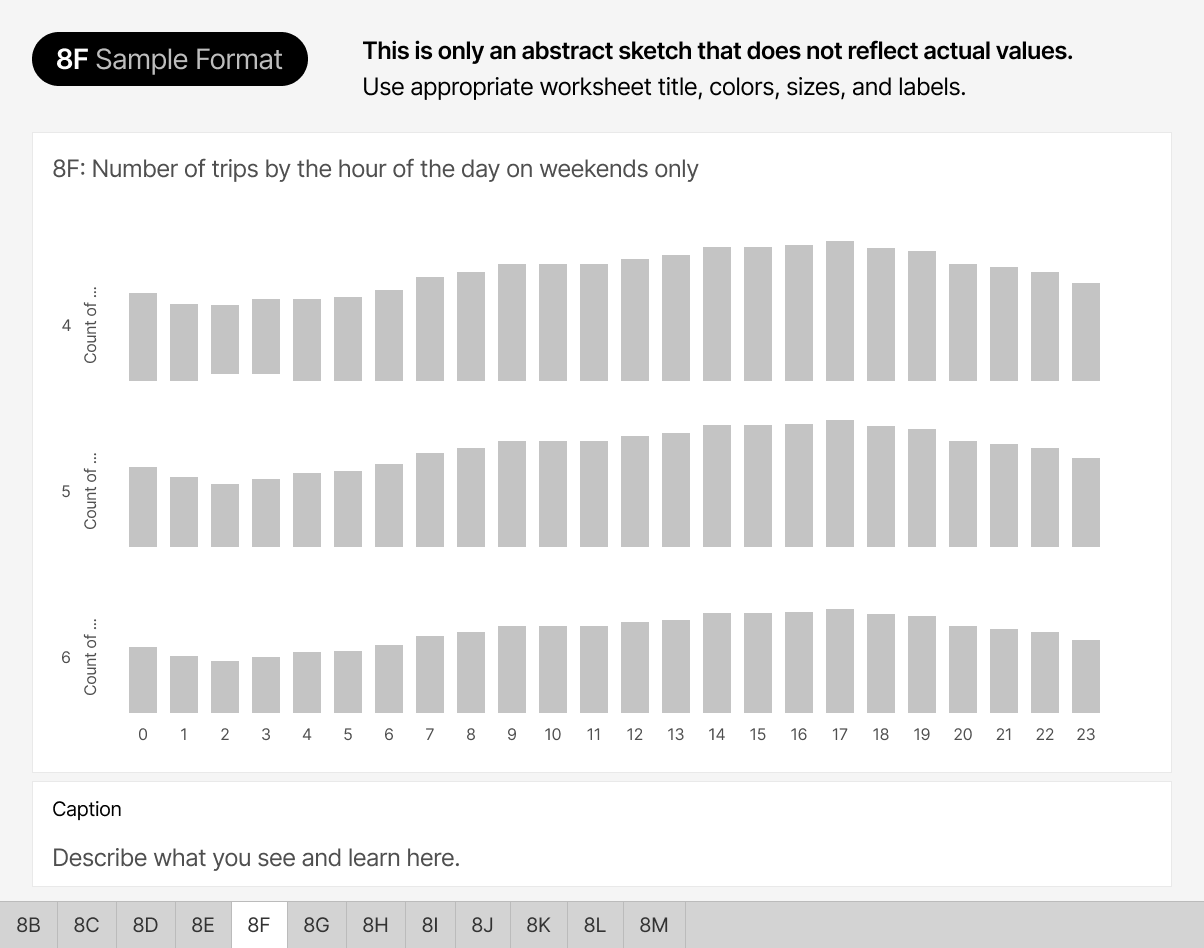 8F Sample Format
This is only an abstract sketch that does not reflect actual values.
Use appropriate worksheet title, colors, sizes, and labels.
8F: Number of trips by the hour of the day on weekends only
4
Count of ...
5
Count of ...
6
Count of ...
0 1 2 3 4 5 6 7 8 9 10 11 12 13 14 15 16 17 18 19 20 21 22 23
Caption
Describe what you see and learn here.
8B 8C 8D 8E 8F 8G 8H 8I 8J 8K 8L 8M